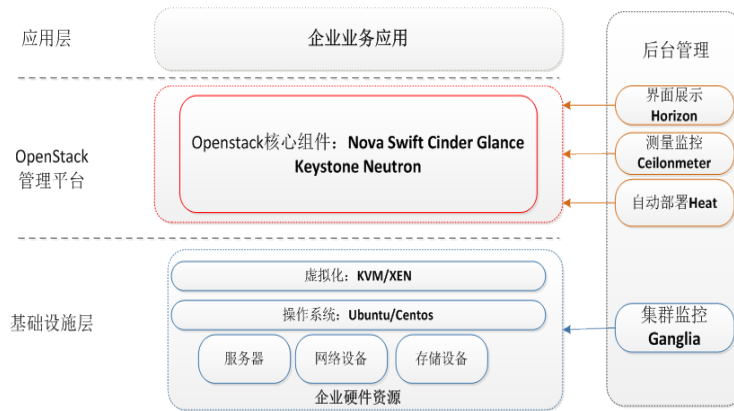 应用层
企业业务应用
后台管理
界面展示
Horizon
Openstack核心组件：Nova Swift Cinder Glance
Keystone Neutron
OpenStack
管理平台
测量监控
Ceilonmeter
自动部署Heat
虚拟化：KVM/XEN
操作系统：Ubuntu/Centos
基础设施层
服务器
网络设备
存储设备
企业硬件资源
集群监控
Ganglia